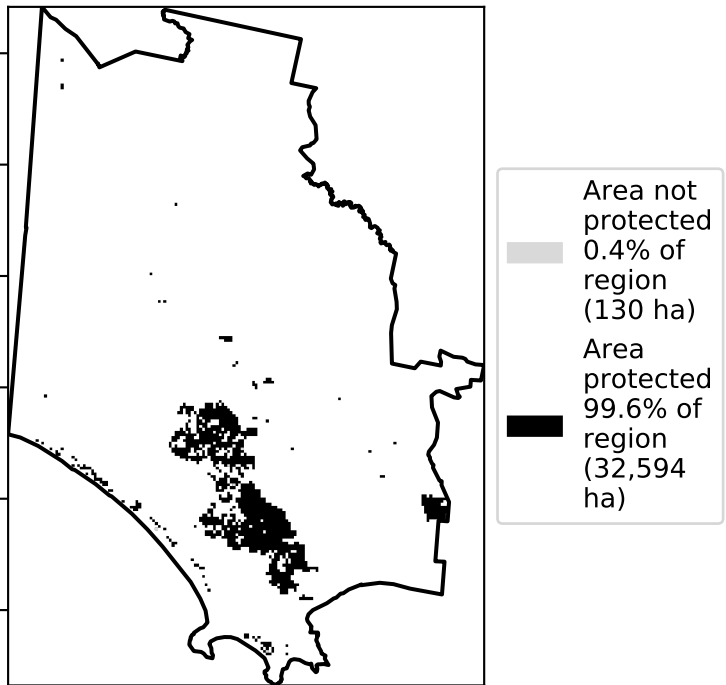 Area not
protected
0.4% of
region
(130 ha)
Area
protected
99.6% of
region
(32,594
ha)